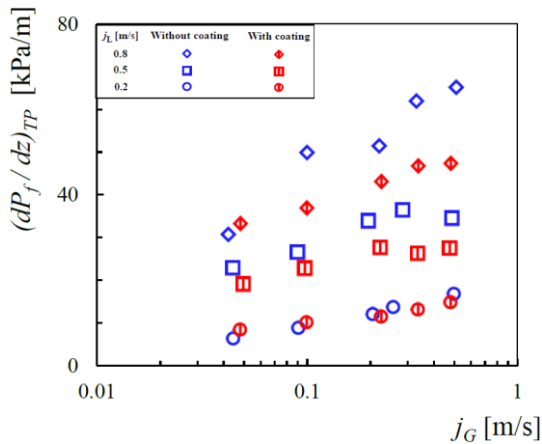 80
j_L [m/s] Without coating With coating
0.8
0.5
0.2
(dP_f / dz)_TP [kPa/m]
40
0
0.01 0.1 1
j_G [m/s]